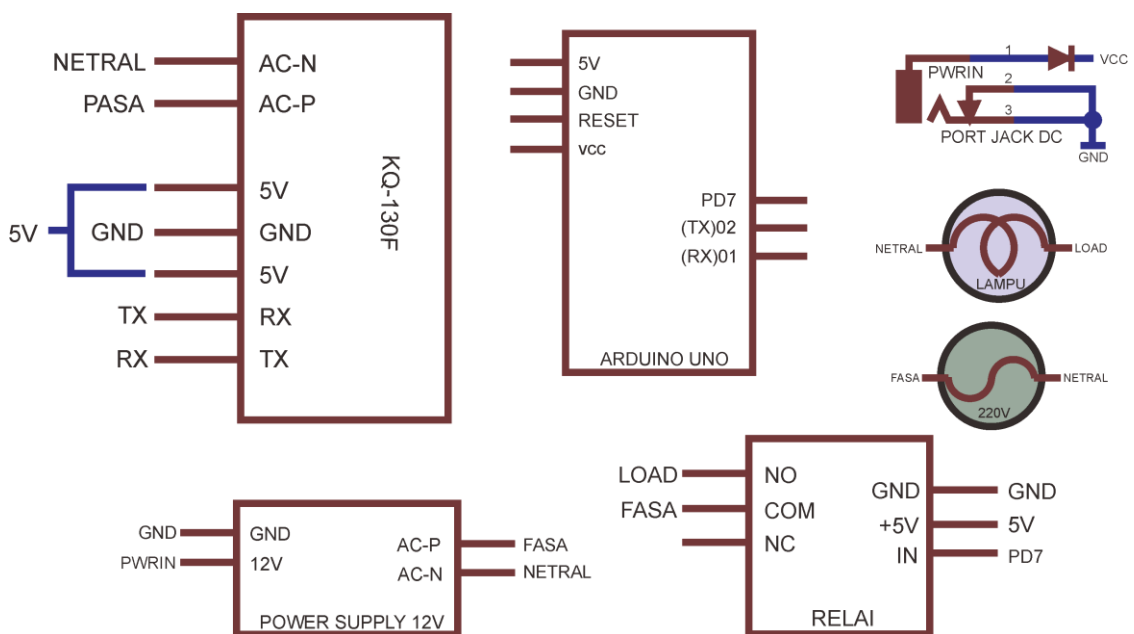 NETRAL AC-N
PASA AC-P
5V
5V GND GND
5V
TX RX
RX TX
KQ-130F
5V
GND
RESET
vcc
PD7
(TX)02
(RX)01
ARDUINO UNO
1
PWRIN VCC
2
3
PORT JACK DC
GND
NETRAL LOAD
LAMPU
FASA NETRAL
220V
GND GND
PWRIN 12V
AC-P FASA
AC-N NETRAL
POWER SUPPLY 12V
LOAD NO
FASA COM
NC
GND GND
+5V 5V
IN PD7
RELAI